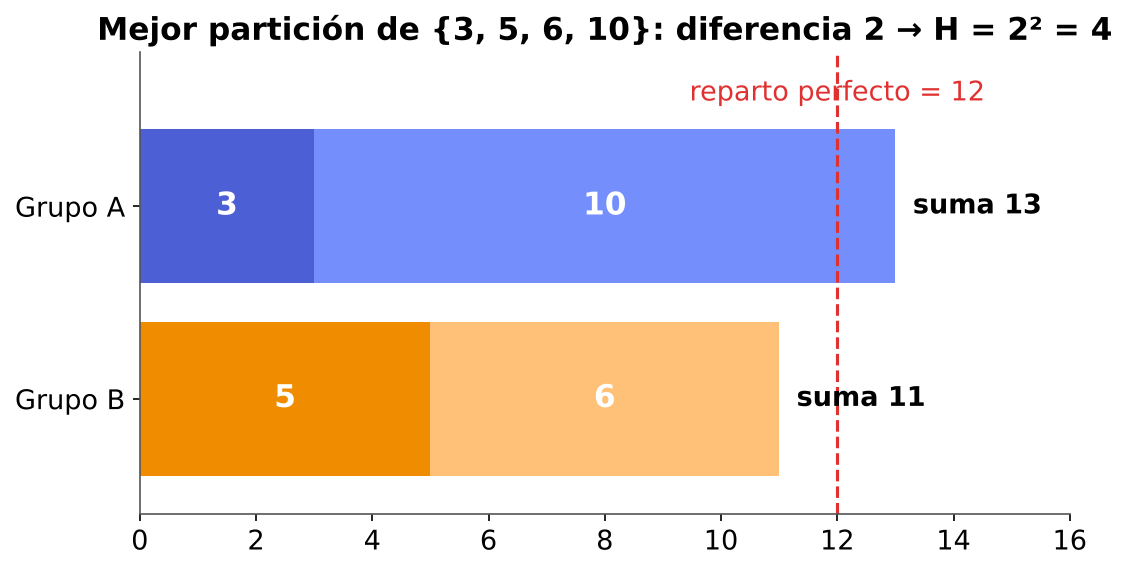 Mejor partición de {3, 5, 6, 10}: diferencia 2 → H = 2² = 4
reparto perfecto = 12
Grupo A
3
10
suma 13
Grupo B
5
6
suma 11
0 2 4 6 8 10 12 14 16